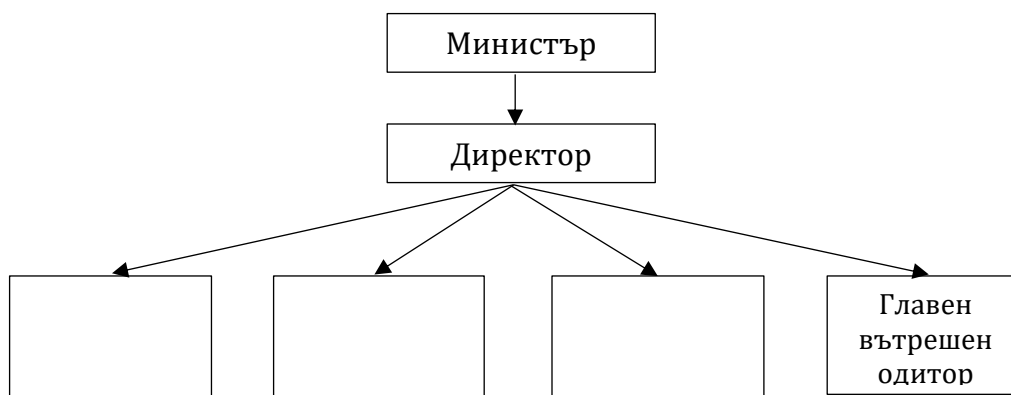 Министър
Директор
Главен
вътрешен
одитор